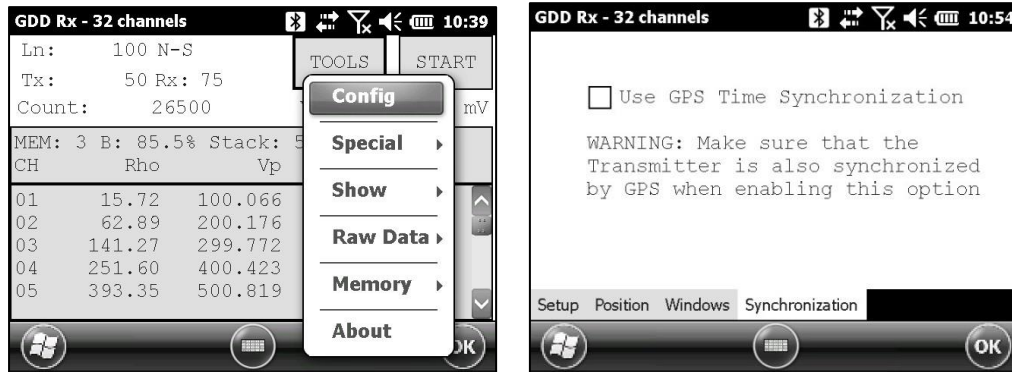 GDD Rx - 32 channels 10:39
Ln: 100 N-S
TOOLS START
Tx: 50 Rx: 75
Count: 26500 mV
MEM: 3 B: 85.5% Stack: 5
CH Rho Vp
01 15.72 100.066
02 62.89 200.176
03 141.27 299.772
04 251.60 400.423
05 393.35 500.819
Config
Special
Show
Raw Data
Memory
About
OK
GDD Rx - 32 channels 10:54
Use GPS Time Synchronization
WARNING: Make sure that the
Transmitter is also synchronized
by GPS when enabling this option
Setup Position Windows Synchronization
OK